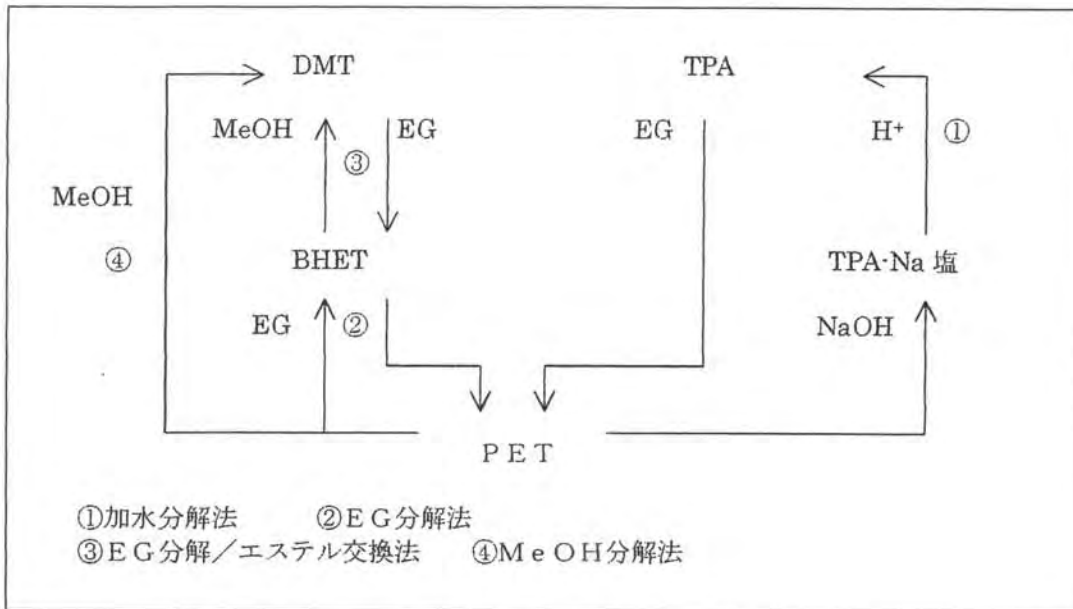 DMT TPA
MeOH EG EG H⁺ ①
③
MeOH
④ BHET TPA-Na 塩
EG ② NaOH
ＰＥＴ
①加水分解法 ②ＥＧ分解法
③ＥＧ分解／エステル交換法 ④ＭｅＯＨ分解法